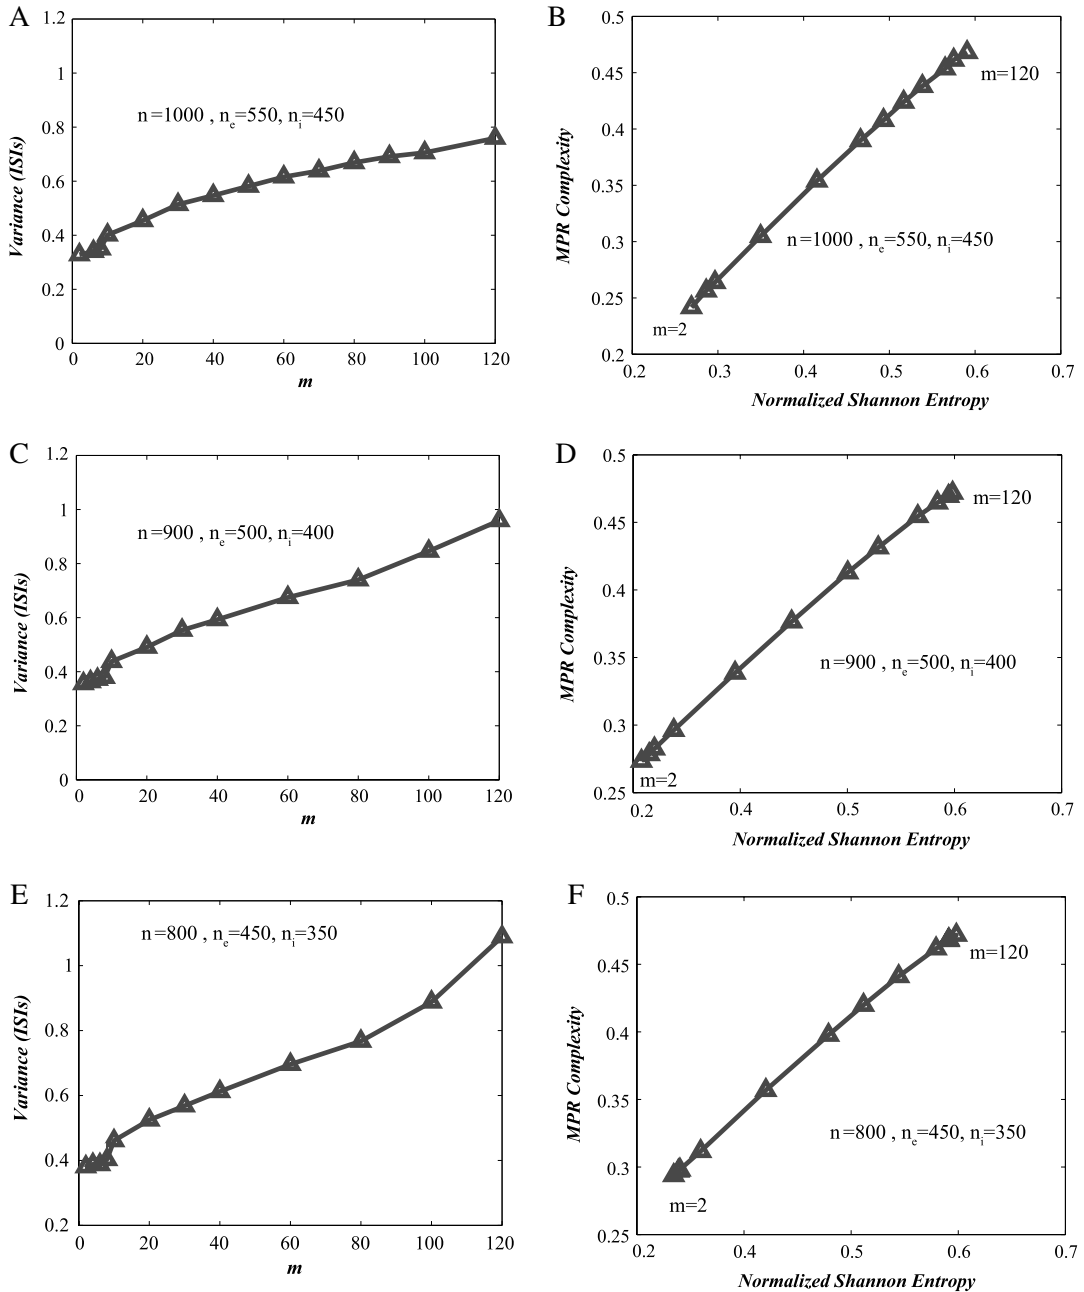 A
1.2
1
0.8
0.6
0.4
0.2
0
Variance (ISIs)
n=1000 , ne=550, ni=450
0 20 40 60 80 100 120
m
B
0.5
0.45
0.4
0.35
0.3
0.25
0.2
MPR Complexity
m=120
n=1000 , ne=550, ni=450
m=2
0.2 0.3 0.4 0.5 0.6 0.7
Normalized Shannon Entropy
C
1.2
1
0.8
0.6
0.4
0.2
0
Variance (ISIs)
n=900 , ne=500, ni=400
0 20 40 60 80 100 120
m
D
0.5
0.45
0.4
0.35
0.3
0.25
MPR Complexity
m=120
n=900 , ne=500, ni=400
m=2
0.2 0.4 0.5 0.6 0.7
Normalized Shannon Entropy
E
1.2
1
0.8
0.6
0.4
0.2
Variance (ISIs)
n=800 , ne=450, ni=350
0 20 40 60 80 100 120
m
F
0.5
0.45
0.4
0.35
0.3
0.25
MPR Complexity
m=120
n=800 , ne=450, ni=350
m=2
0.2 0.4 0.5 0.6 0.7
Normalized Shannon Entropy